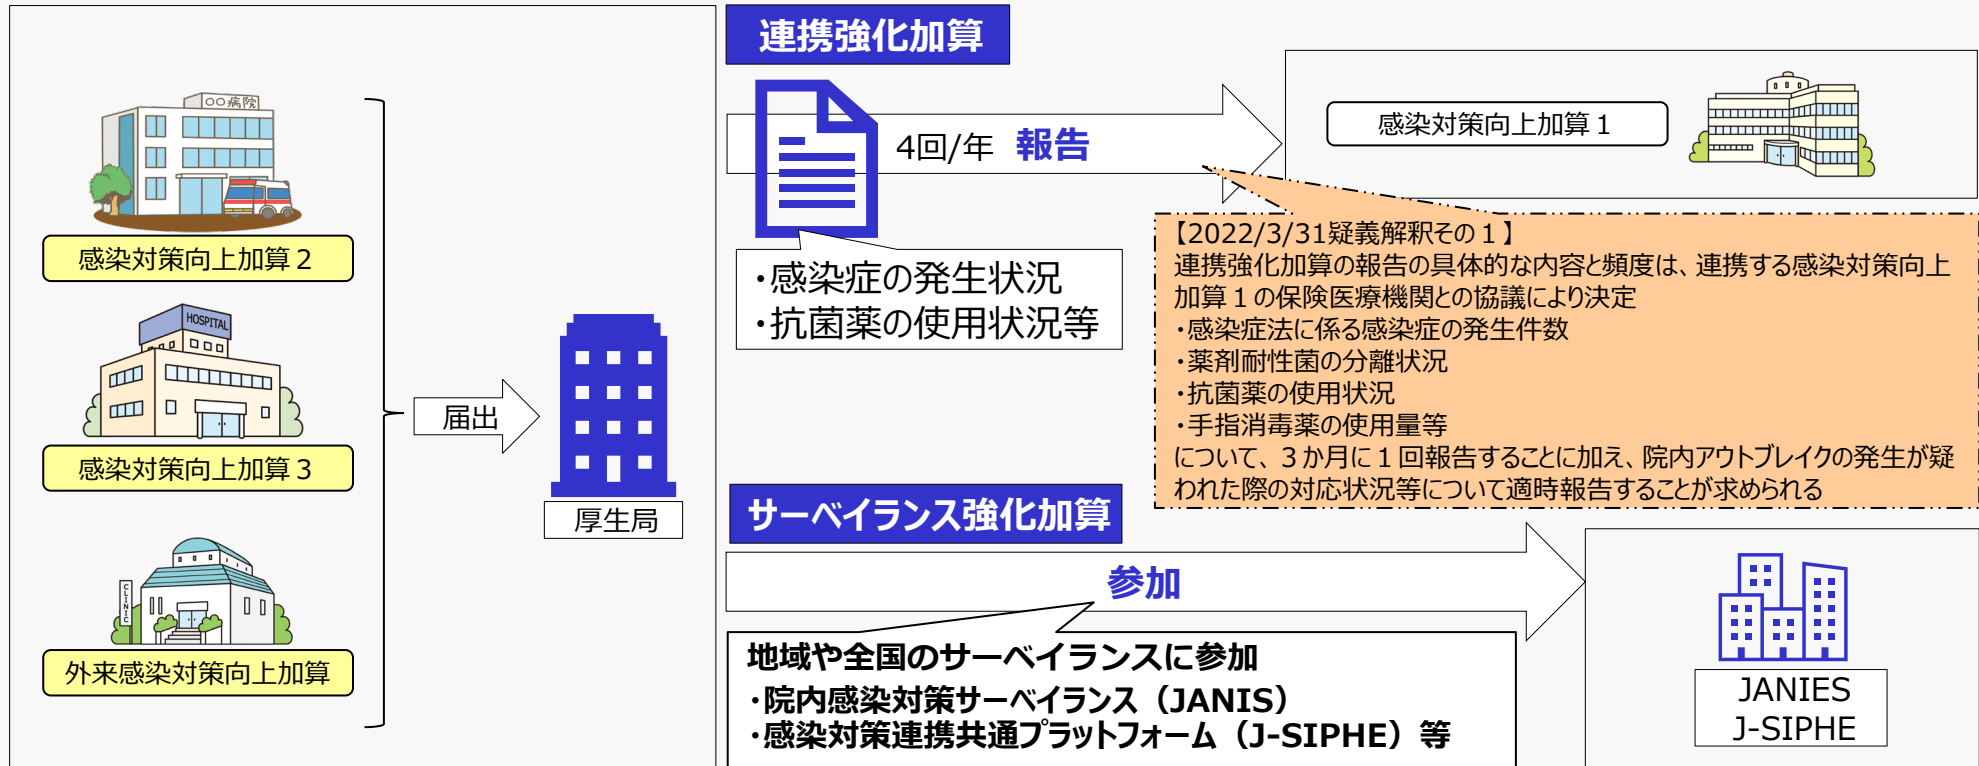 〇〇病院
感染対策向上加算２
HOSPITAL
感染対策向上加算３
CLINIC
外来感染対策向上加算
届出
厚生局
連携強化加算
4回/年 報告
・感染症の発生状況
・抗菌薬の使用状況等
感染対策向上加算１
【2022/3/31疑義解釈その１】
連携強化加算の報告の具体的な内容と頻度は、連携する感染対策向上
加算１の保険医療機関との協議により決定
・感染症法に係る感染症の発生件数
・薬剤耐性菌の分離状況
・抗菌薬の使用状況
・手指消毒薬の使用量等
について、３か月に１回報告することに加え、院内アウトブレイクの発生が疑
われた際の対応状況等について適時報告することが求められる
サーベイランス強化加算
参加
地域や全国のサーベイランスに参加
・院内感染対策サーベイランス（JANIS）
・感染対策連携共通プラットフォーム（J-SIPHE）等
JANIES
J-SIPHE